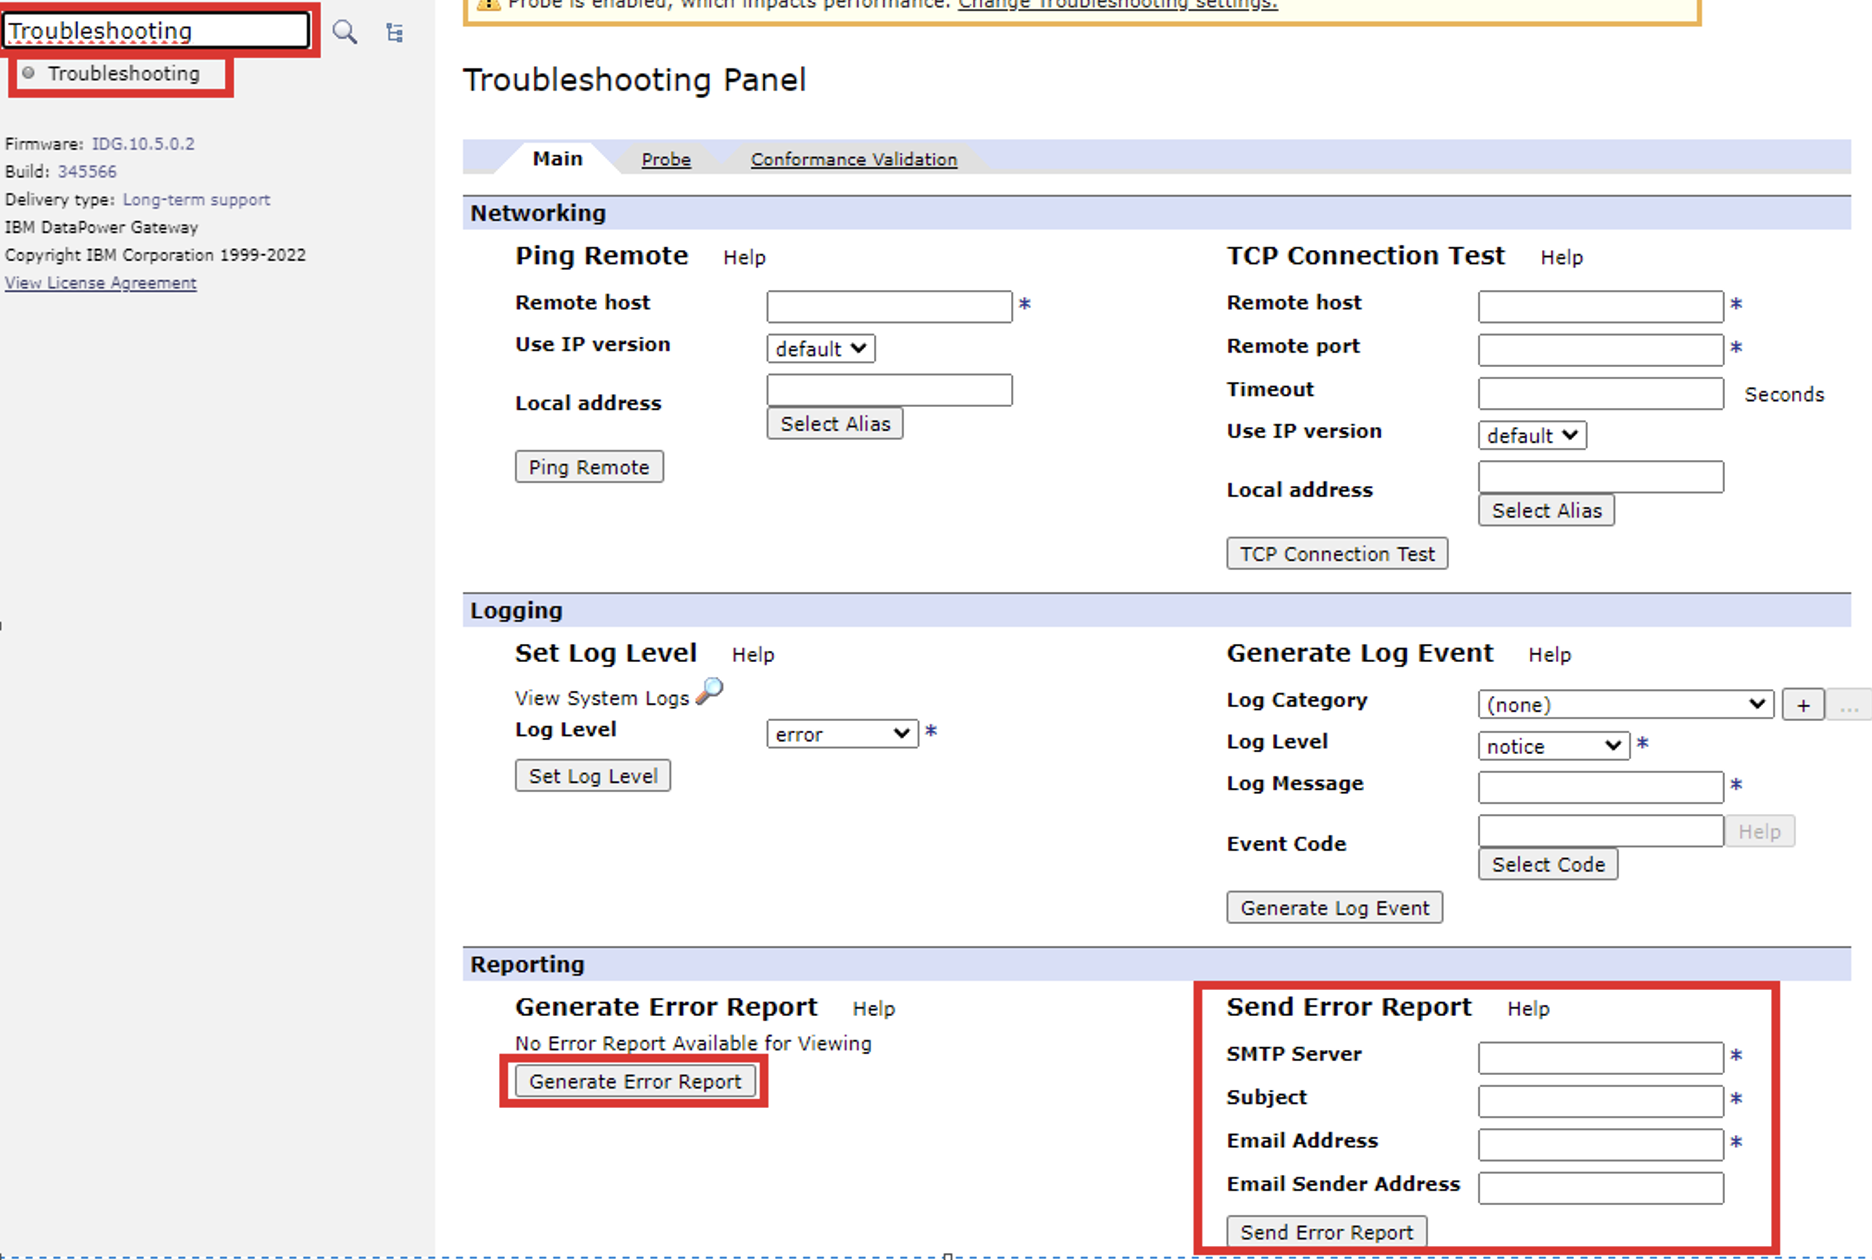 Troubleshooting
Troubleshooting
Firmware: IDG.10.5.0.2
Build: 345566
Delivery type: Long-term support
IBM DataPower Gateway
Copyright IBM Corporation 1999-2022
View License Agreement
Probe is enabled, which impacts performance. Change Troubleshooting settings.
Troubleshooting Panel
Main Probe Conformance Validation
Networking
Ping Remote Help
Remote host *
Use IP version default
Local address
Select Alias
Ping Remote
TCP Connection Test Help
Remote host *
Remote port *
Timeout Seconds
Use IP version default
Local address
Select Alias
TCP Connection Test
Logging
Set Log Level Help
View System Logs
Log Level error *
Set Log Level
Generate Log Event Help
Log Category (none) + ...
Log Level notice *
Log Message *
Event Code Help
Select Code
Generate Log Event
Reporting
Generate Error Report Help
No Error Report Available for Viewing
Generate Error Report
Send Error Report Help
SMTP Server *
Subject *
Email Address *
Email Sender Address
Send Error Report